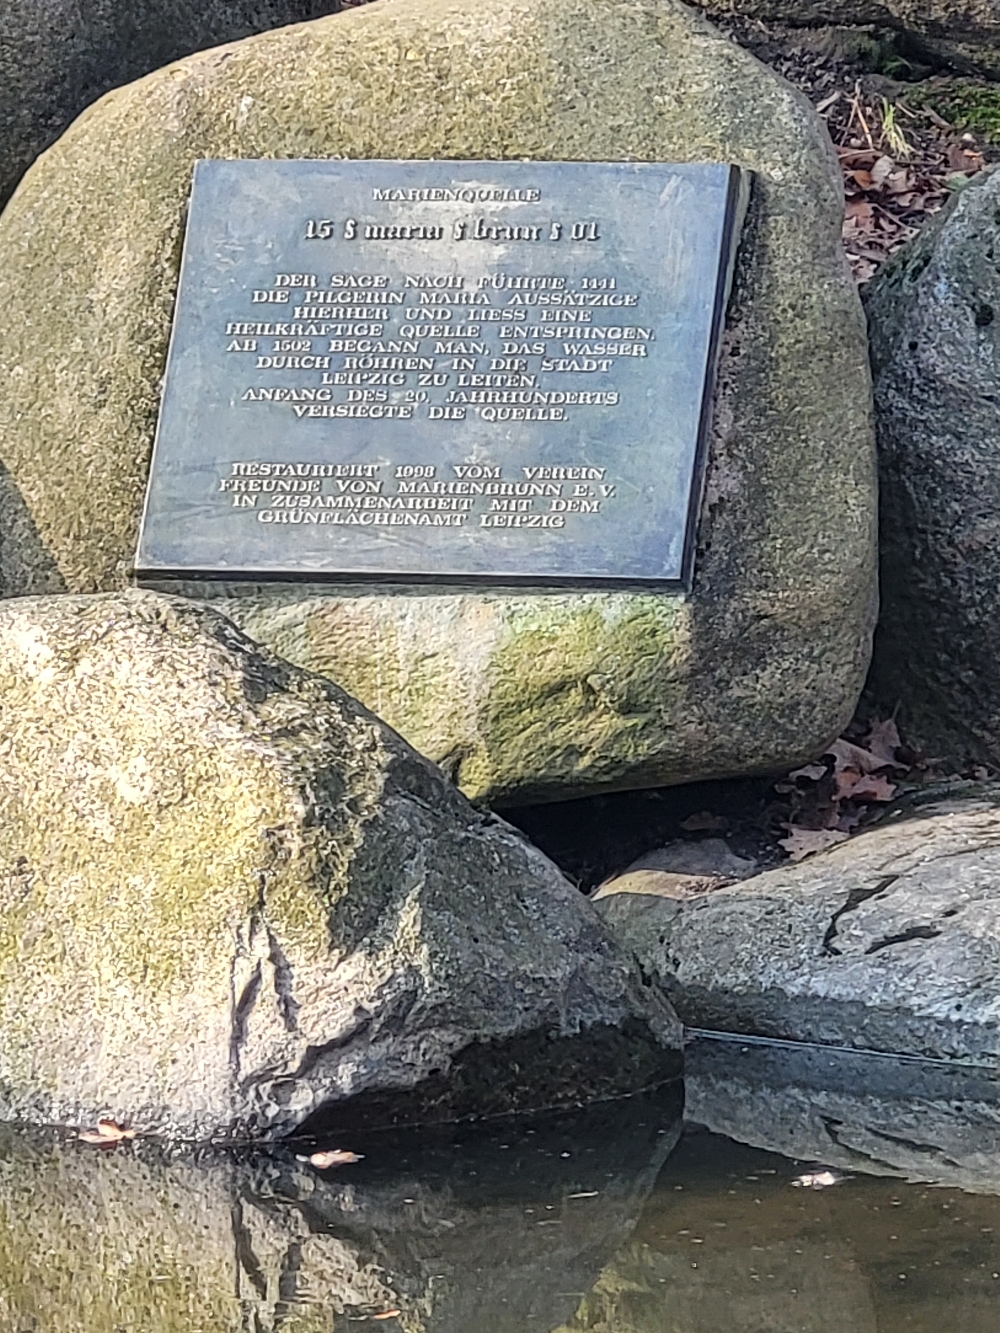 MARIENQUELLE
15 § maria § brun § 01
DER SAGE NACH FÜHRTE 1441
DIE PILGERIN MARIA AUSSÄTZIGE
HIERHER UND LIESS EINE
HEILKRÄFTIGE QUELLE ENTSPRINGEN.
AB 1502 BEGANN MAN, DAS WASSER
DURCH RÖHREN IN DIE STADT
LEIPZIG ZU LEITEN.
ANFANG DES 20. JAHRHUNDERTS
VERSIEGTE DIE QUELLE.
RESTAURIERT 1998 VOM VEREIN
FREUNDE VON MARIENBRUNN E. V.
IN ZUSAMMENARBEIT MIT DEM
GRÜNFLÄCHENAMT LEIPZIG